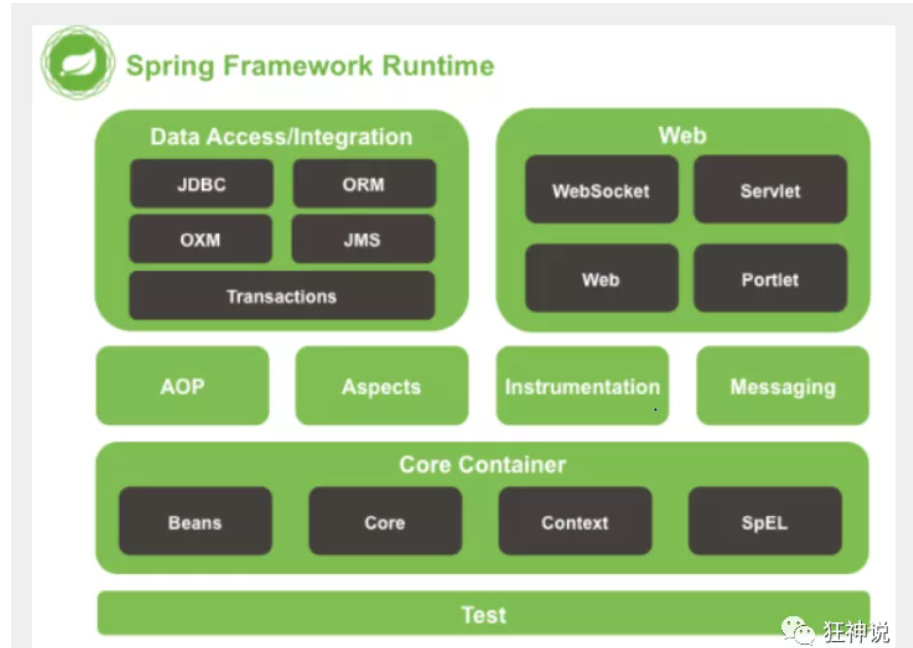 Spring Framework Runtime
Data Access/Integration
JDBC ORM
OXM JMS
Transactions
Web
WebSocket Servlet
Web Portlet
AOP Aspects Instrumentation Messaging
Core Container
Beans Core Context SpEL
Test
狂神说